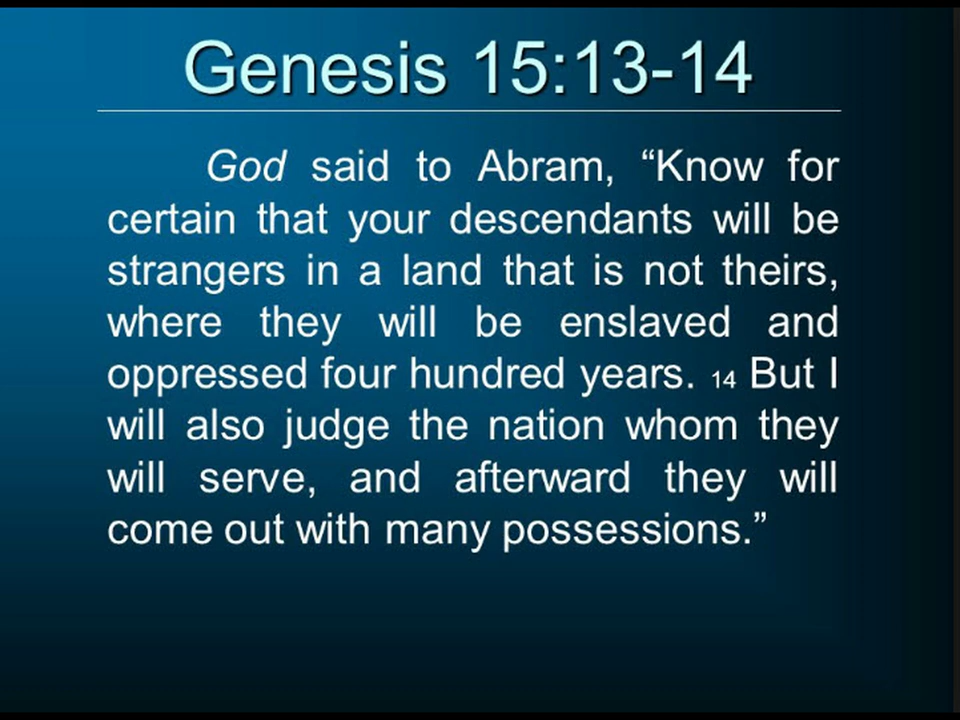 Genesis 15:13-14
God said to Abram, “Know for
certain that your descendants will be
strangers in a land that is not theirs,
where they will be enslaved and
oppressed four hundred years. 14 But I
will also judge the nation whom they
will serve, and afterward they will
come out with many possessions.”